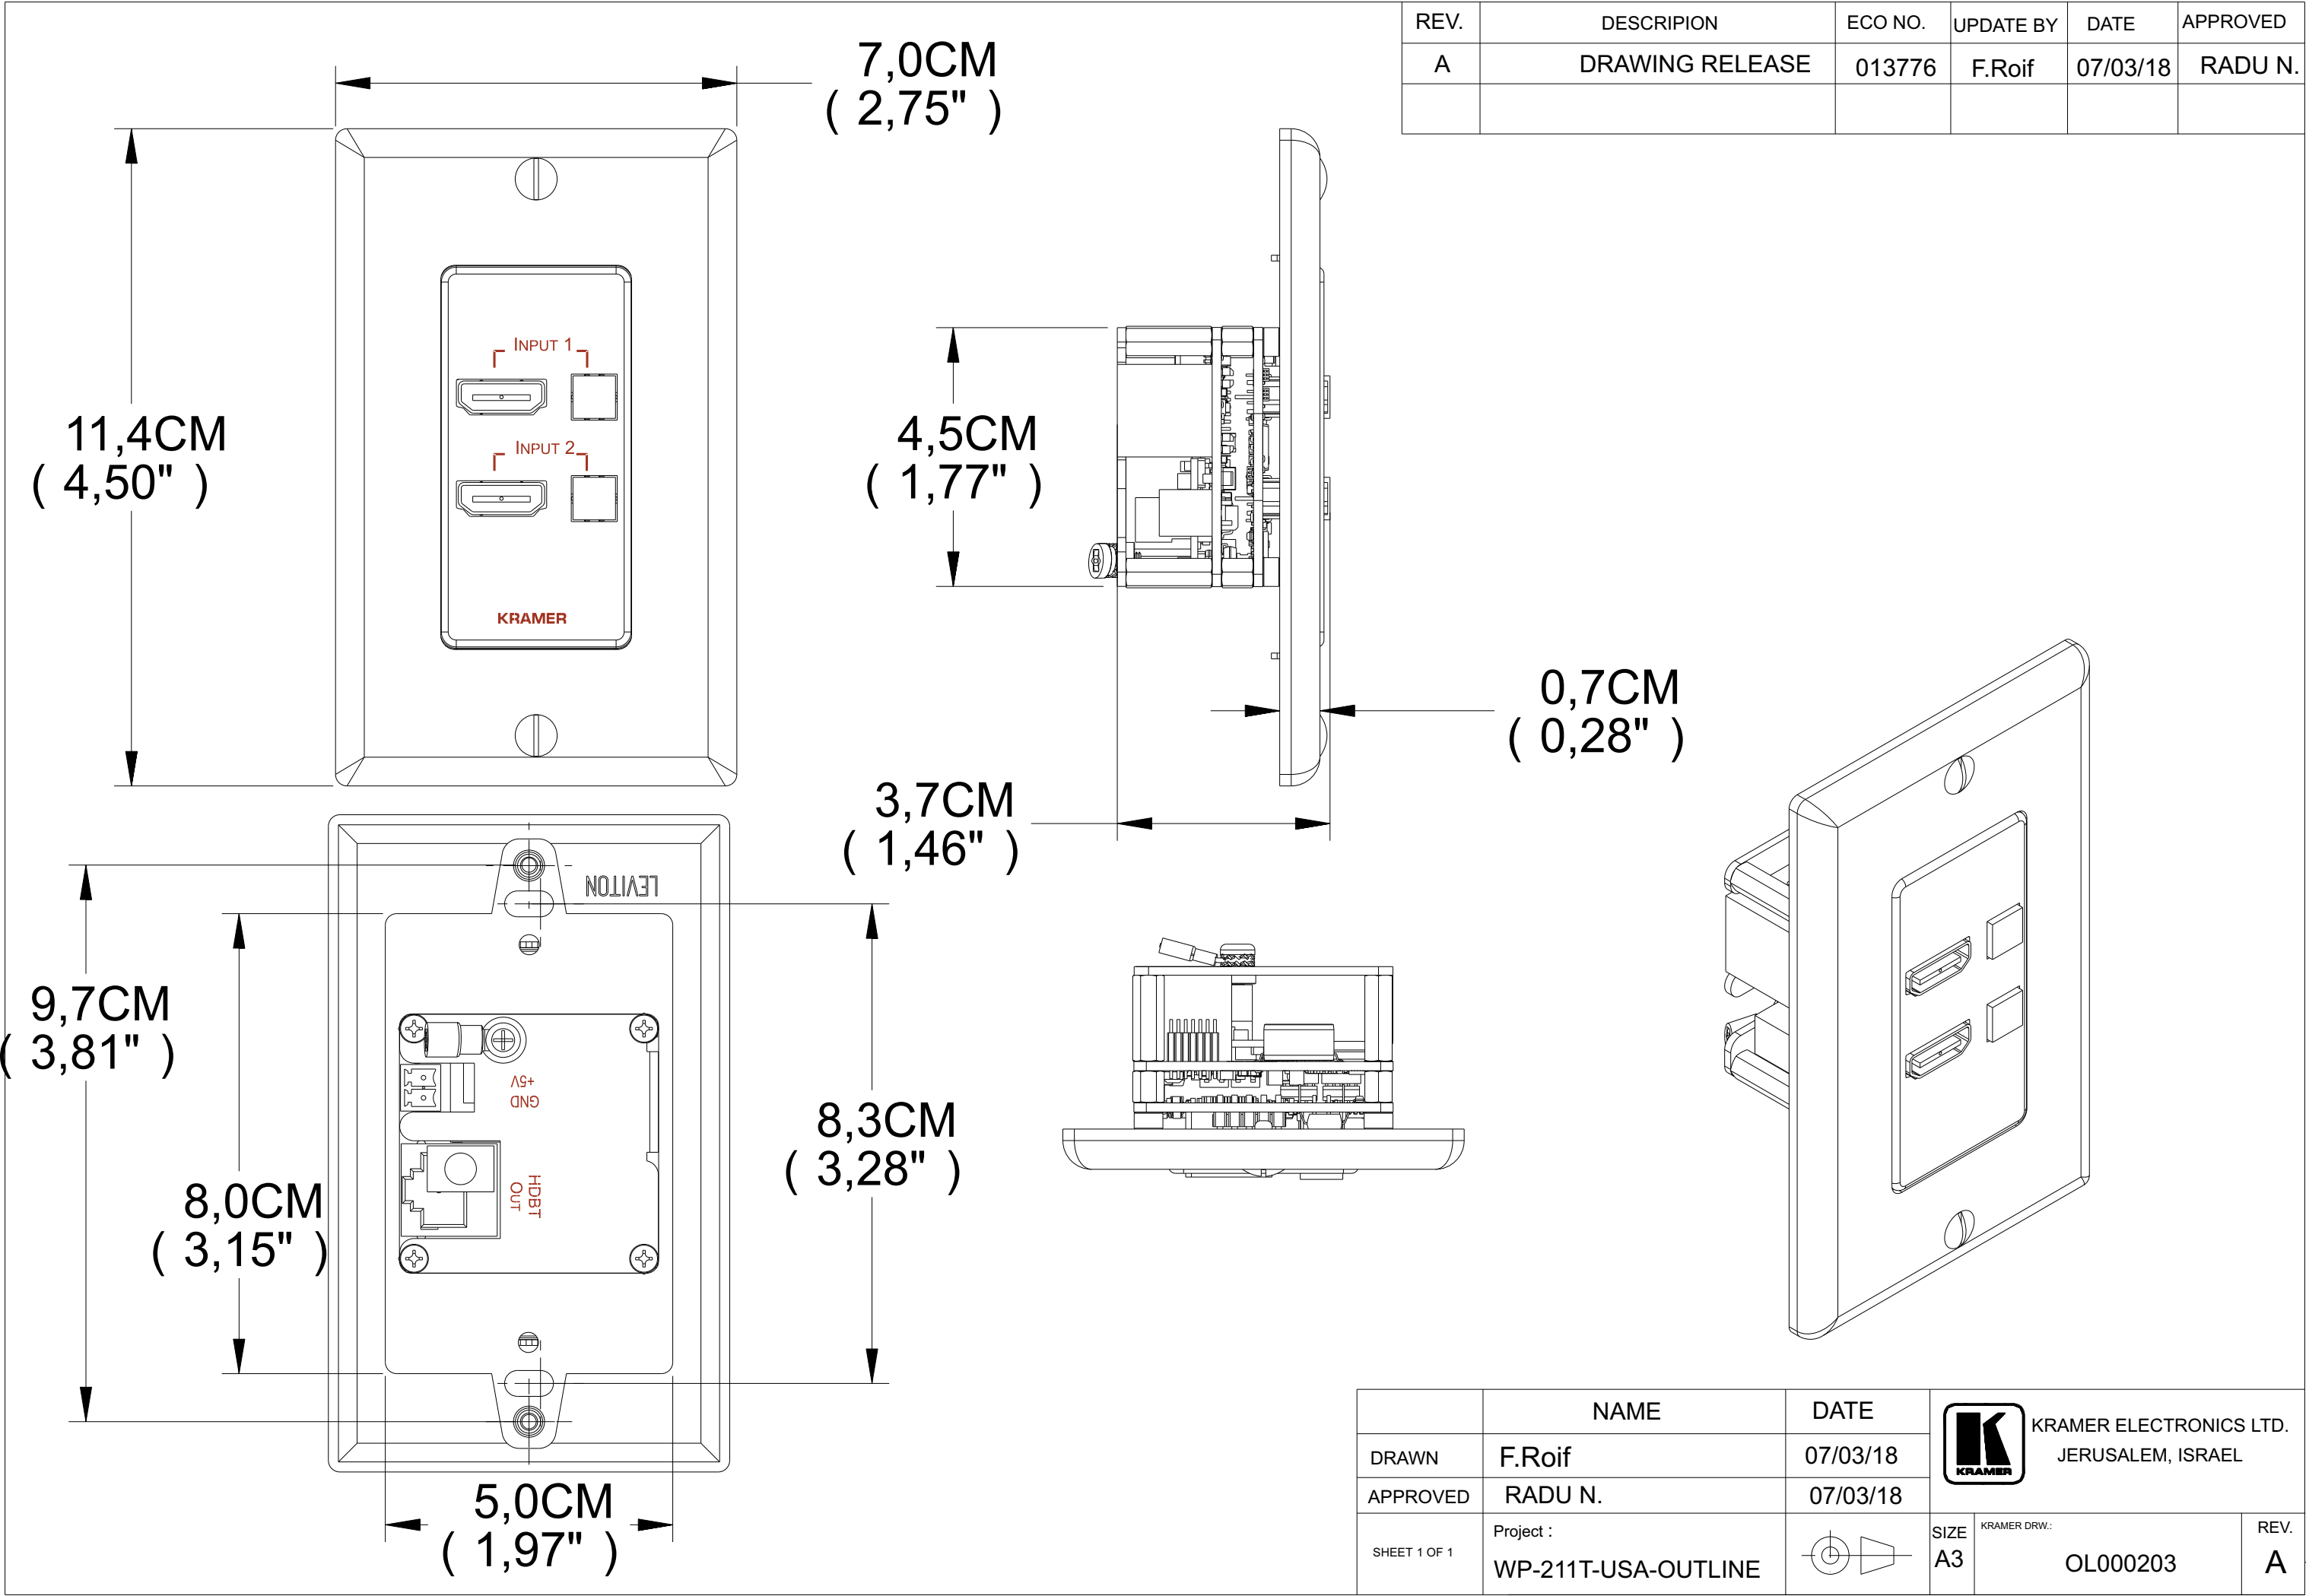 REV. DESCRIPION ECO NO. UPDATE BY DATE APPROVED
A DRAWING RELEASE 013776 F.Roif 07/03/18 RADU N.
7,0CM
( 2,75" )
11,4CM
( 4,50" )
INPUT 1
INPUT 2
KRAMER
4,5CM
( 1,77" )
0,7CM
( 0,28" )
3,7CM
( 1,46" )
LEVITON
9,7CM
( 3,81" )
+5V
GND
8,3CM
( 3,28" )
8,0CM
( 3,15" )
HDBT
OUT
5,0CM
( 1,97" )
NAME DATE
DRAWN F.Roif 07/03/18
APPROVED RADU N. 07/03/18
KRAMER
KRAMER ELECTRONICS LTD.
JERUSALEM, ISRAEL
SHEET 1 OF 1
Project :
WP-211T-USA-OUTLINE
SIZE
A3
KRAMER DRW.:
OL000203
REV.
A